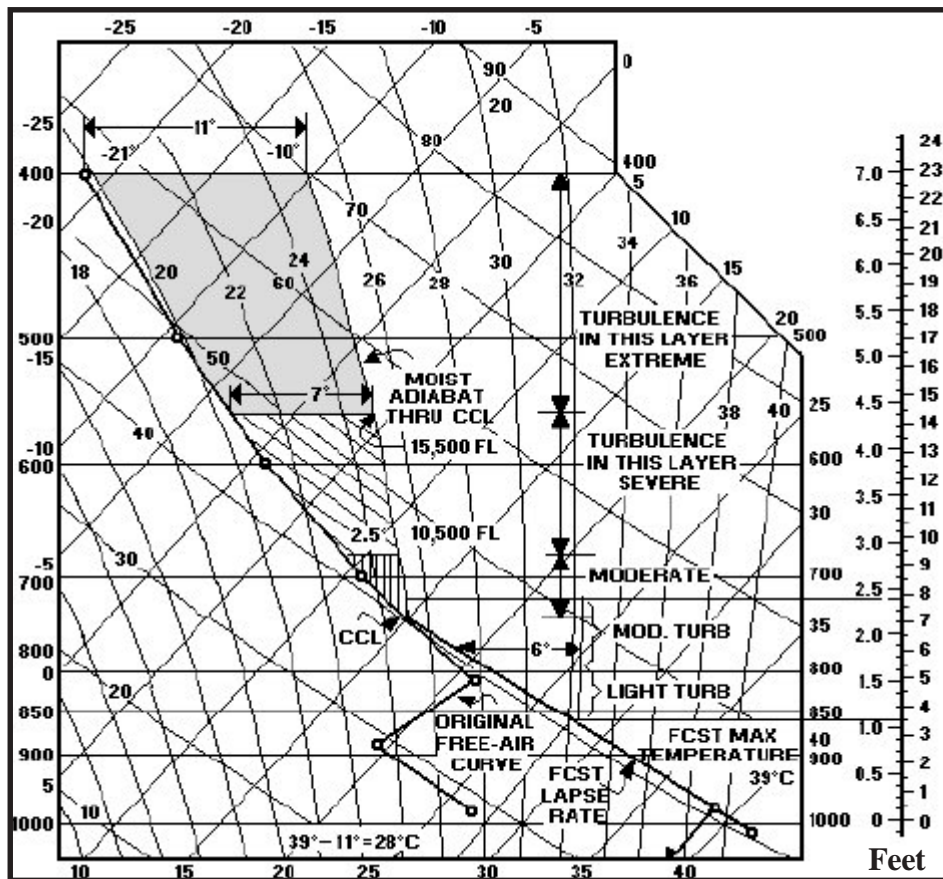 -25 -20 -15 -10 -5
90 0
20
-25 11° 80
-21° -10° 400 24
400 5 7.0 23
-20 70 10 22
6.5 21
18 20 24 30 34 15 20
22 60 26 28 32 36 6.0 19
20 18
TURBULENCE 5.5
500 IN THIS LAYER 500 17
-15 EXTREME 5.0 16
50 MOIST
7° ADIABAT 38 40 15
THRU CCL 25 4.5
40 TURBULENCE 14
-10 15,500 FL IN THIS LAYER 4.0 13
600 SEVERE 600 12
3.5 11
2.5° 10,500 FL 30 10
30 3.0
-5 9
700 MODERATE 700 2.5 8
7
CCL 35 2.0
800 6° MOD. TURB 6
0 800 5
20 LIGHT TURB 1.5
850 ORIGINAL 850 4
FREE-AIR FCST MAX 1.0
900 CURVE TEMPERATURE 40 3
FCST 900
5 LAPSE 39°C 0.5 2
10 RATE 1
1000 39°-11°=28°C 1000 0 0
10 15 20 25 30 35 40 Feet